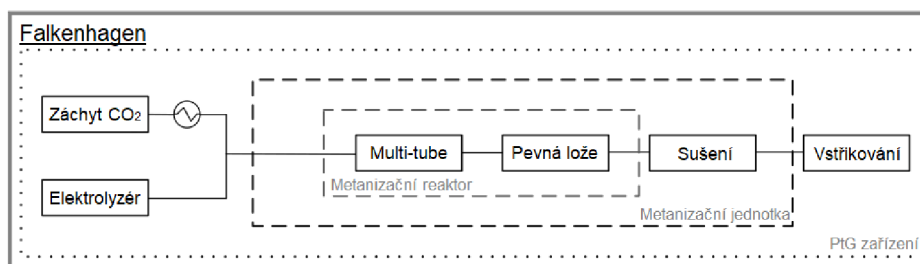 Falkenhagen
Záchyt CO₂
Elektrolyzér
Multi-tube
Pevná lože
Sušení
Vstřikování
Metanizační reaktor
Metanizační jednotka
PtG zařízení